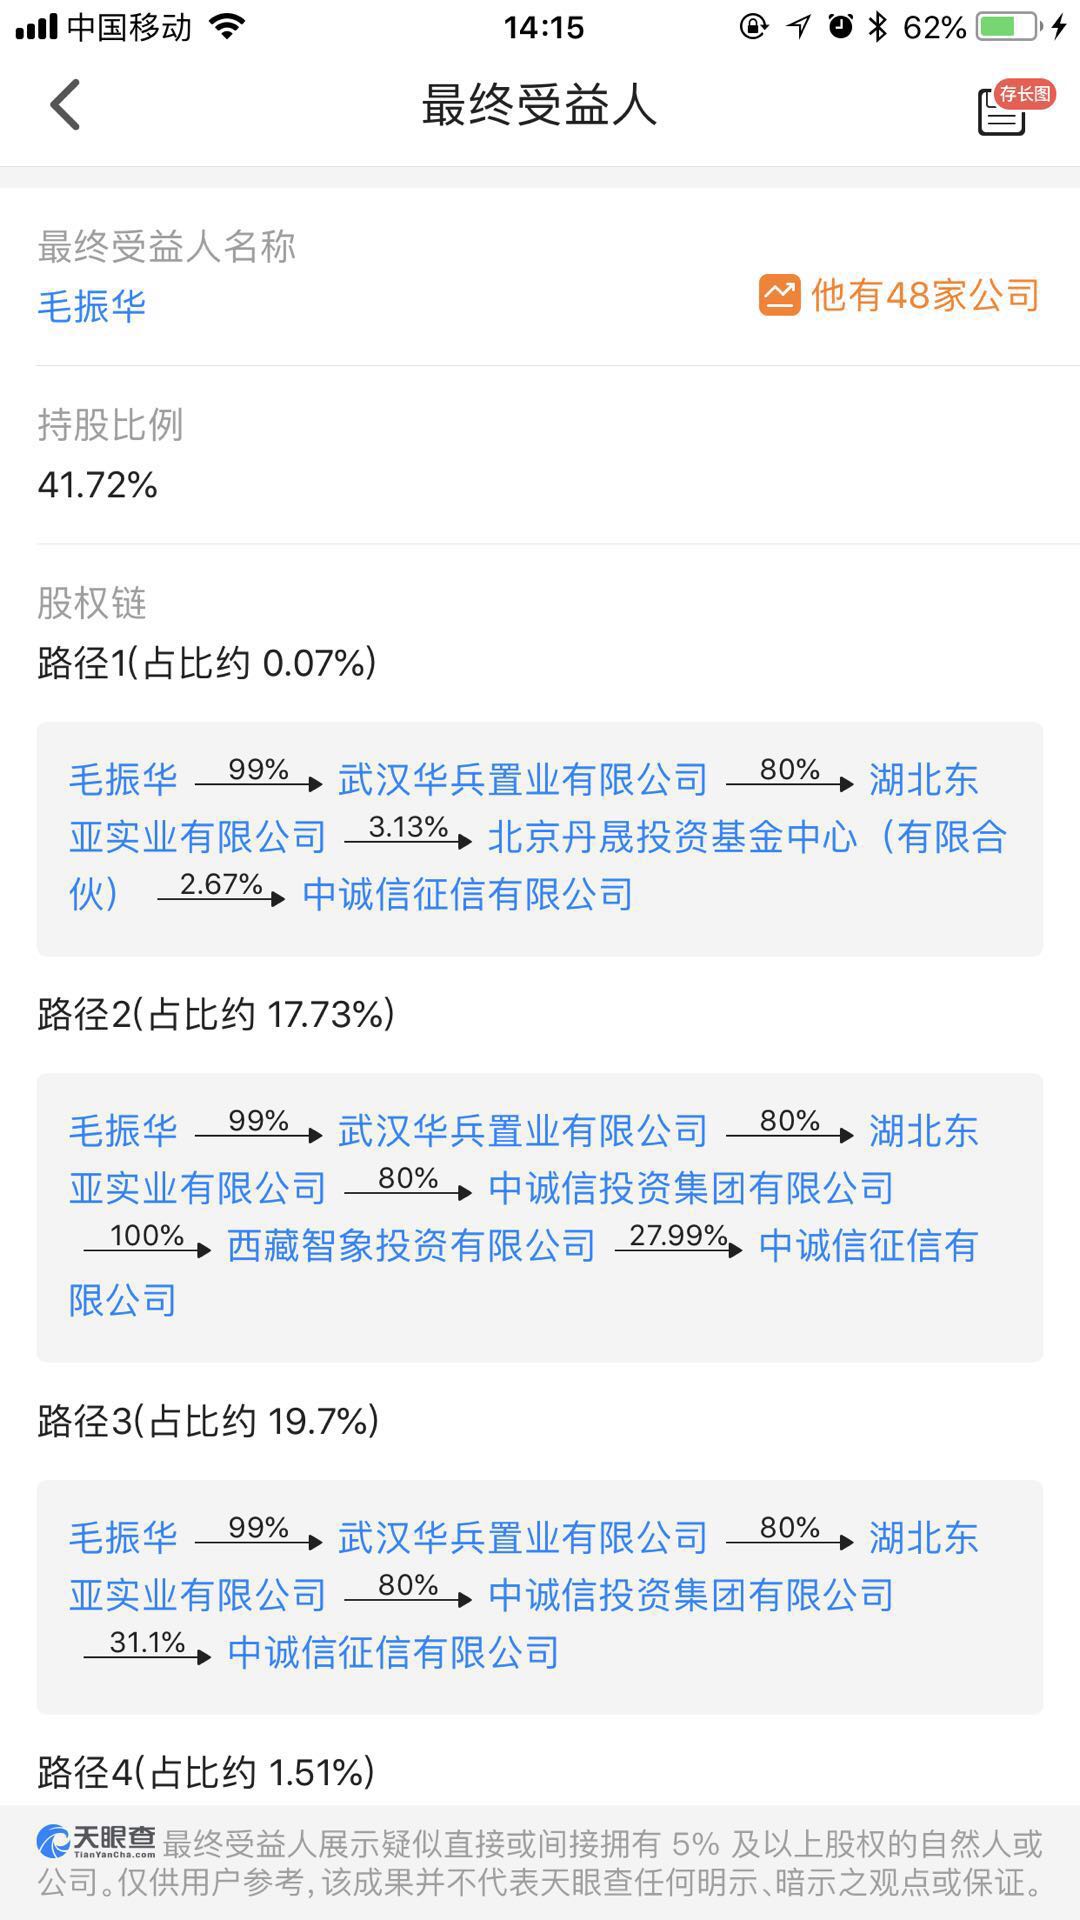 中国移动 14:15 62%
最终受益人
存长图
最终受益人名称
毛振华
他有48家公司
持股比例
41.72%
股权链
路径1(占比约 0.07%)
毛振华 99% 武汉华兵置业有限公司 80% 湖北东
亚实业有限公司 3.13% 北京丹晟投资基金中心（有限合
伙） 2.67% 中诚信征信有限公司
路径2(占比约 17.73%)
毛振华 99% 武汉华兵置业有限公司 80% 湖北东
亚实业有限公司 80% 中诚信投资集团有限公司
100% 西藏智象投资有限公司 27.99% 中诚信征信有
限公司
路径3(占比约 19.7%)
毛振华 99% 武汉华兵置业有限公司 80% 湖北东
亚实业有限公司 80% 中诚信投资集团有限公司
31.1% 中诚信征信有限公司
路径4(占比约 1.51%)
天眼查 TianYanCha.com 最终受益人展示疑似直接或间接拥有 5% 及以上股权的自然人或
公司。仅供用户参考,该成果并不代表天眼查任何明示、暗示之观点或保证。